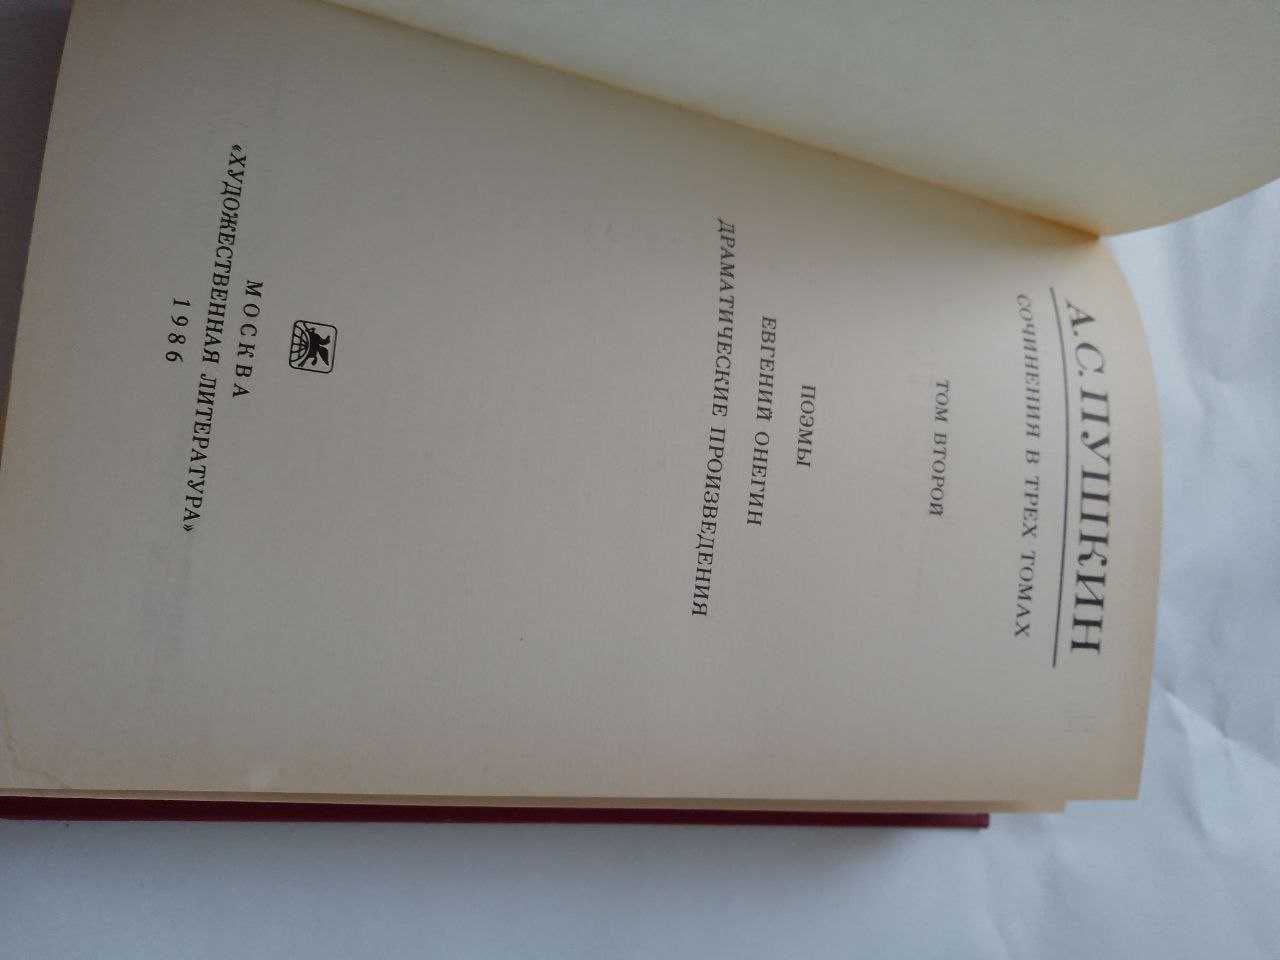 А. С. ПУШКИН
СОЧИНЕНИЯ В ТРЕХ ТОМАХ
ТОМ ВТОРОЙ
ПОЭМЫ
ЕВГЕНИЙ ОНЕГИН
ДРАМАТИЧЕСКИЕ ПРОИЗВЕДЕНИЯ
МОСКВА
«ХУДОЖЕСТВЕННАЯ ЛИТЕРАТУРА»
1986